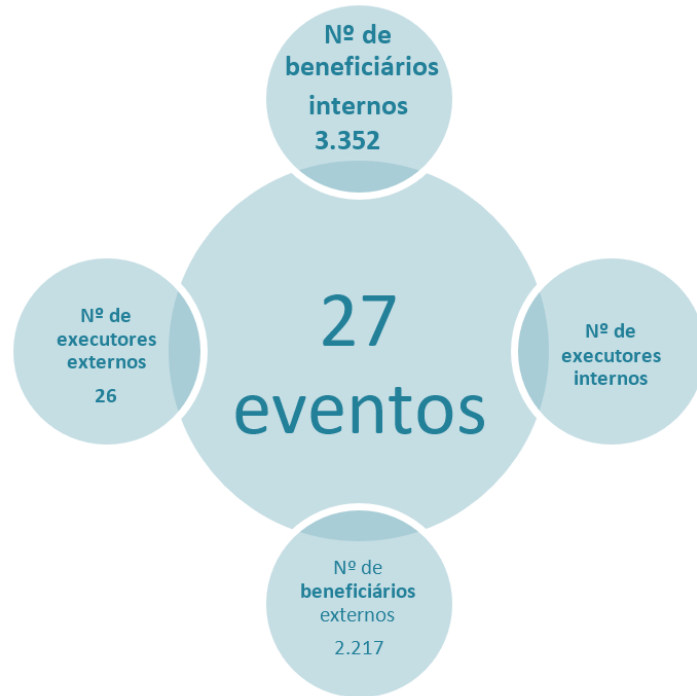 Nº de
beneficiários
internos
3.352
Nº de
executores
externos
26
27
eventos
Nº de
executores
internos
Nº de
beneficiários
externos
2.217